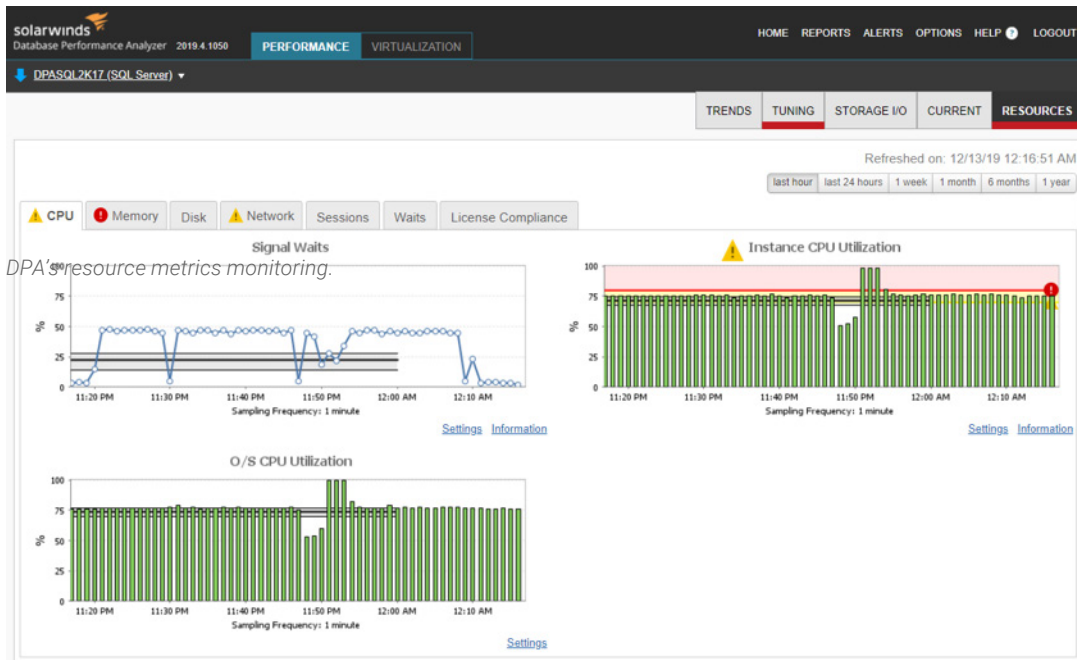 solarwinds
Database Performance Analyzer 2019.4.1050
PERFORMANCE VIRTUALIZATION
HOME REPORTS ALERTS OPTIONS HELP ? LOGOUT
DPASQL2K17 (SQL Server)
TRENDS TUNING STORAGE I/O CURRENT RESOURCES
Refreshed on: 12/13/19 12:16:51 AM
last hour last 24 hours 1 week 1 month 6 months 1 year
CPU Memory Disk Network Sessions Waits License Compliance
Signal Waits
DPA's resource metrics monitoring.
100
75
50
25
0
%
11:20 PM 11:30 PM 11:40 PM 11:50 PM 12:00 AM 12:10 AM
Sampling Frequency: 1 minute
Settings Information
Instance CPU Utilization
100
75
50
25
0
%
11:20 PM 11:30 PM 11:40 PM 11:50 PM 12:00 AM 12:10 AM
Sampling Frequency: 1 minute
Settings Information
O/S CPU Utilization
100
75
50
25
0
%
11:20 PM 11:30 PM 11:40 PM 11:50 PM 12:00 AM 12:10 AM
Sampling Frequency: 1 minute
Settings